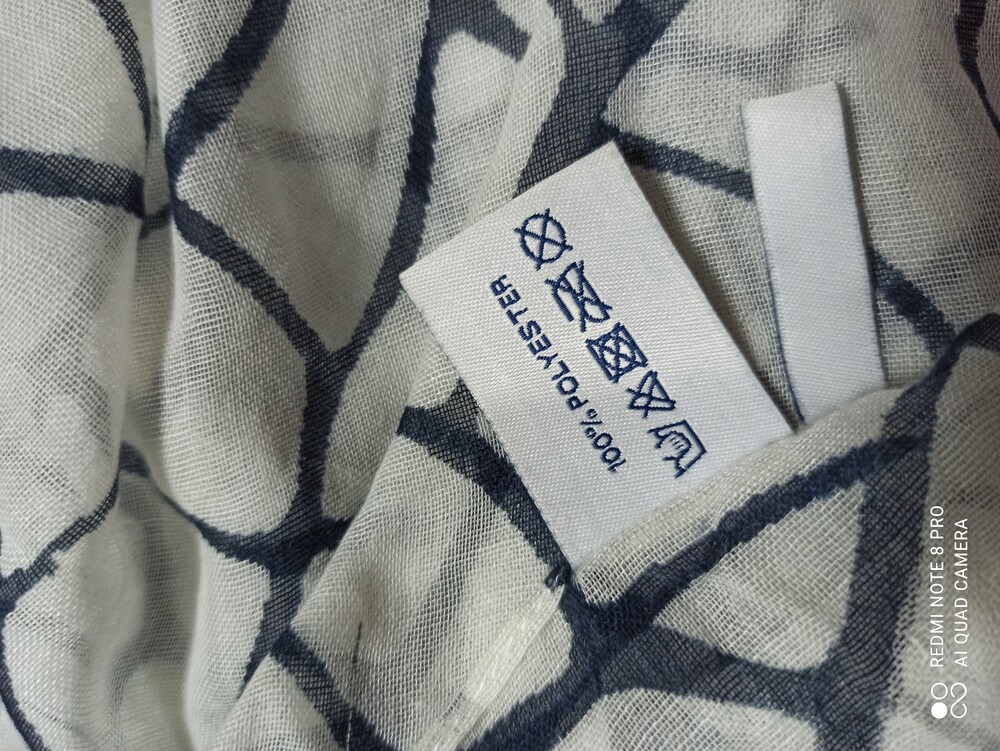 100% POLYESTER
REDMI NOTE 8 PRO
AI QUAD CAMERA